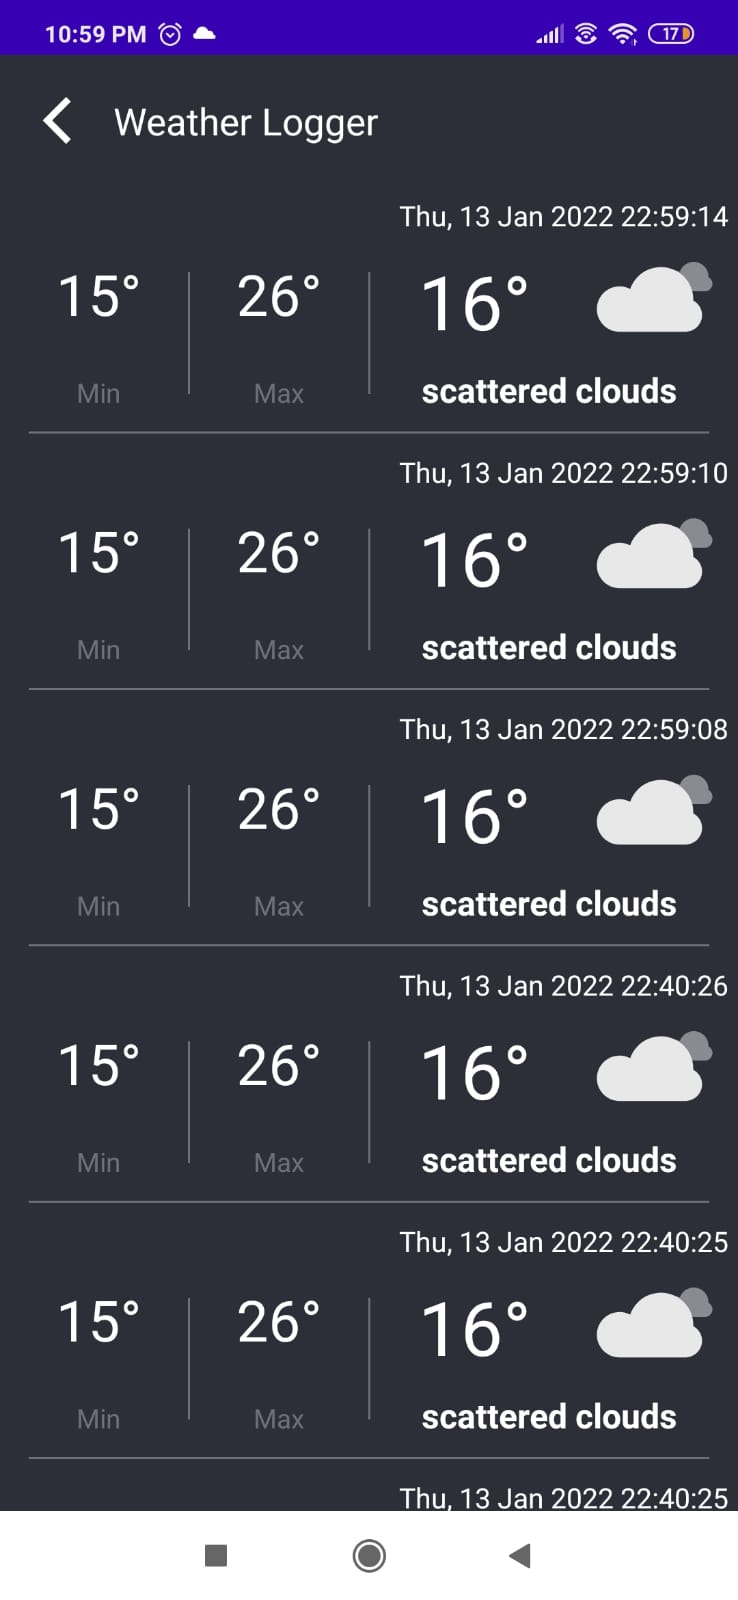 10:59 PM 17
Weather Logger
Thu, 13 Jan 2022 22:59:14
15° 26° 16°
Min Max scattered clouds
Thu, 13 Jan 2022 22:59:10
15° 26° 16°
Min Max scattered clouds
Thu, 13 Jan 2022 22:59:08
15° 26° 16°
Min Max scattered clouds
Thu, 13 Jan 2022 22:40:26
15° 26° 16°
Min Max scattered clouds
Thu, 13 Jan 2022 22:40:25
15° 26° 16°
Min Max scattered clouds
Thu, 13 Jan 2022 22:40:25